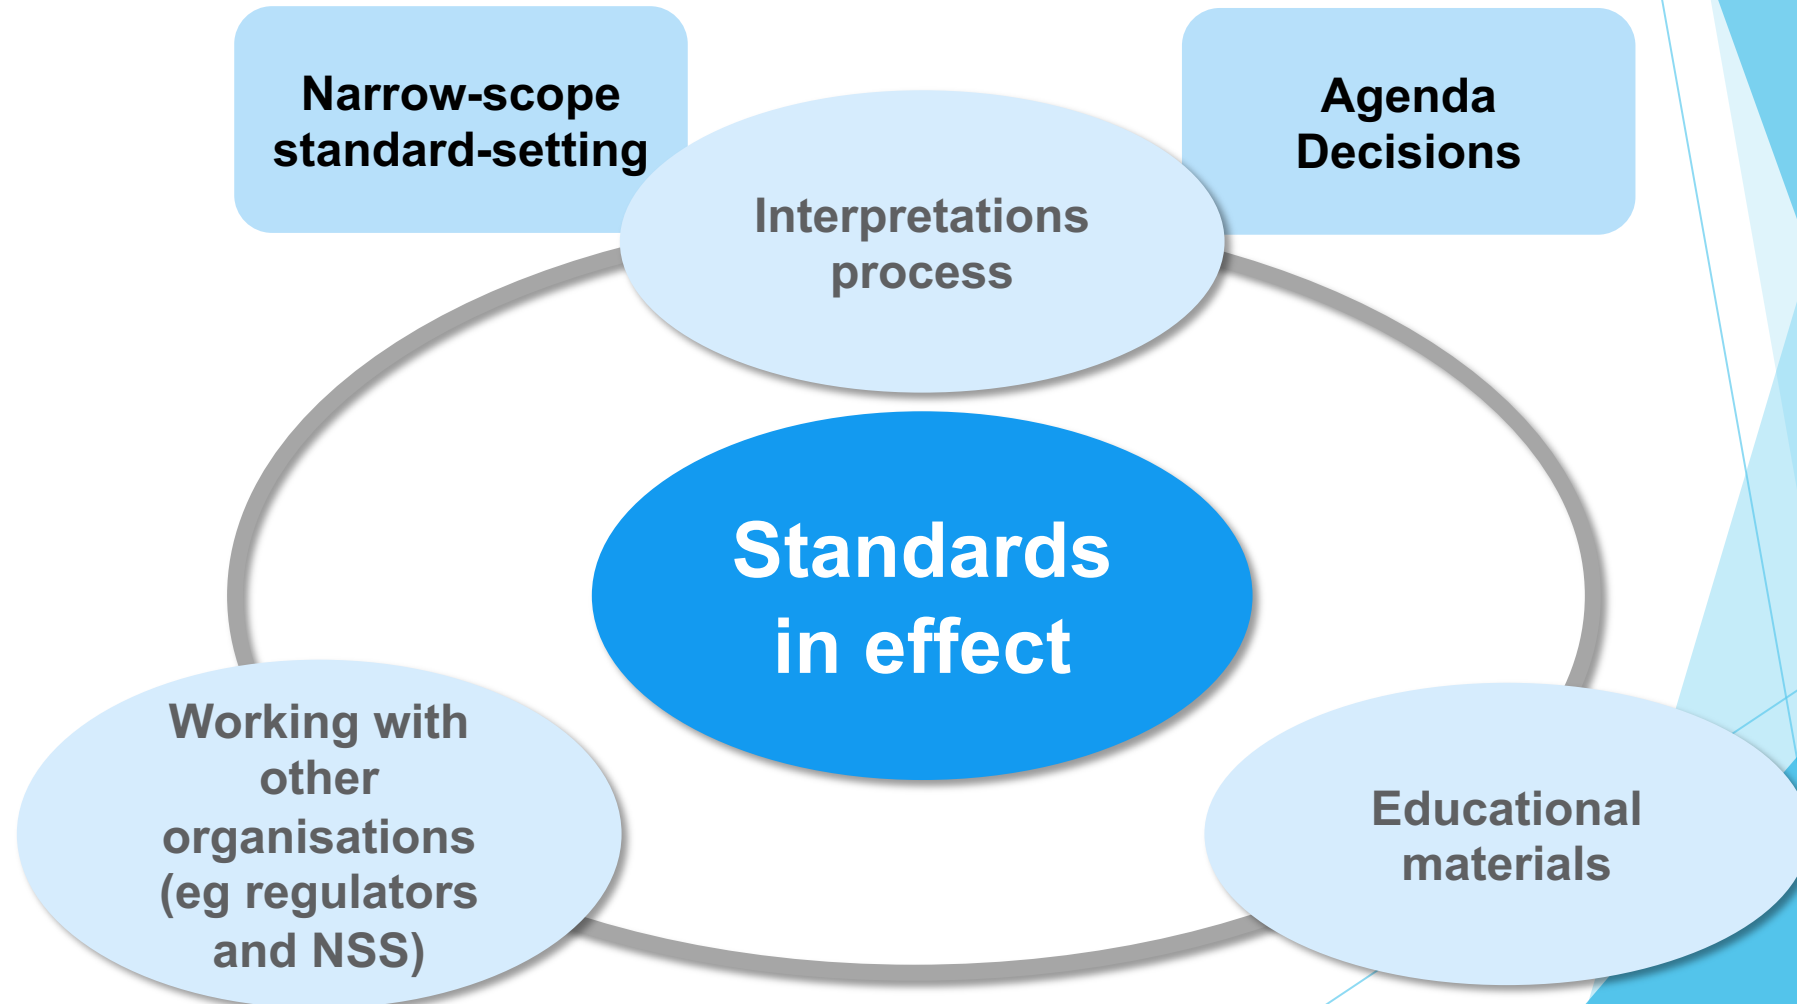 Narrow-scope
standard-setting
Agenda
Decisions
Interpretations
process
Standards
in effect
Working with
other
organisations
(eg regulators
and NSS)
Educational
materials